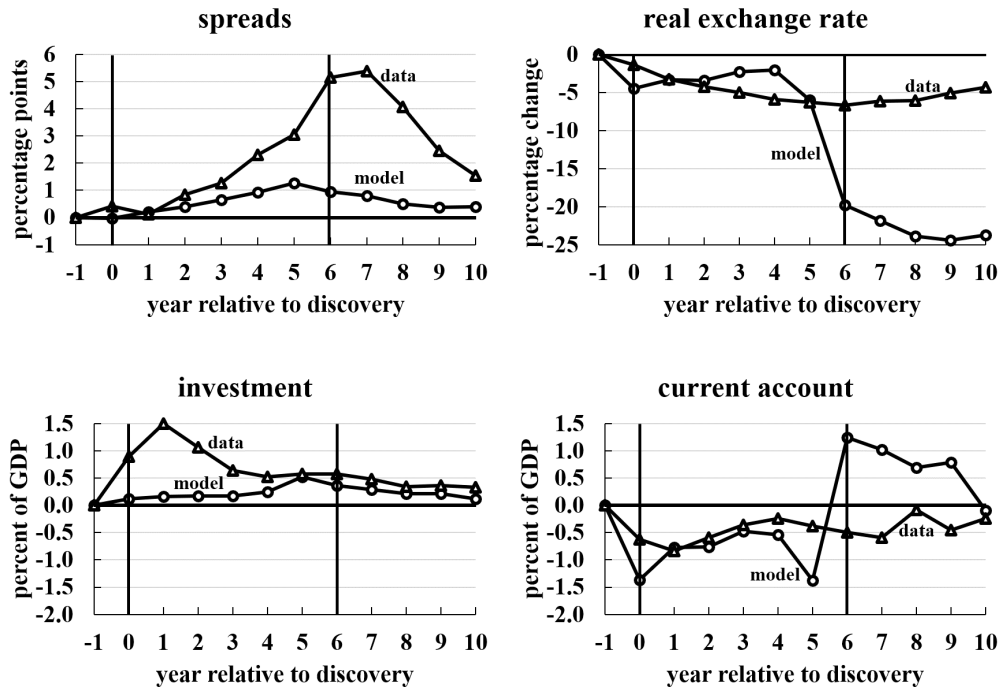 spreads
percentage points
6
5
4
3
2
1
0
-1
data
model
-1 0 1 2 3 4 5 6 7 8 9 10
year relative to discovery
real exchange rate
percentage change
0
-5
-10
-15
-20
-25
data
model
-1 0 1 2 3 4 5 6 7 8 9 10
year relative to discovery
investment
percent of GDP
1.5
1.0
0.5
0.0
-0.5
-1.0
-1.5
-2.0
data
model
-1 0 1 2 3 4 5 6 7 8 9 10
year relative to discovery
current account
percent of GDP
1.5
1.0
0.5
0.0
-0.5
-1.0
-1.5
-2.0
data
model
-1 0 1 2 3 4 5 6 7 8 9 10
year relative to discovery